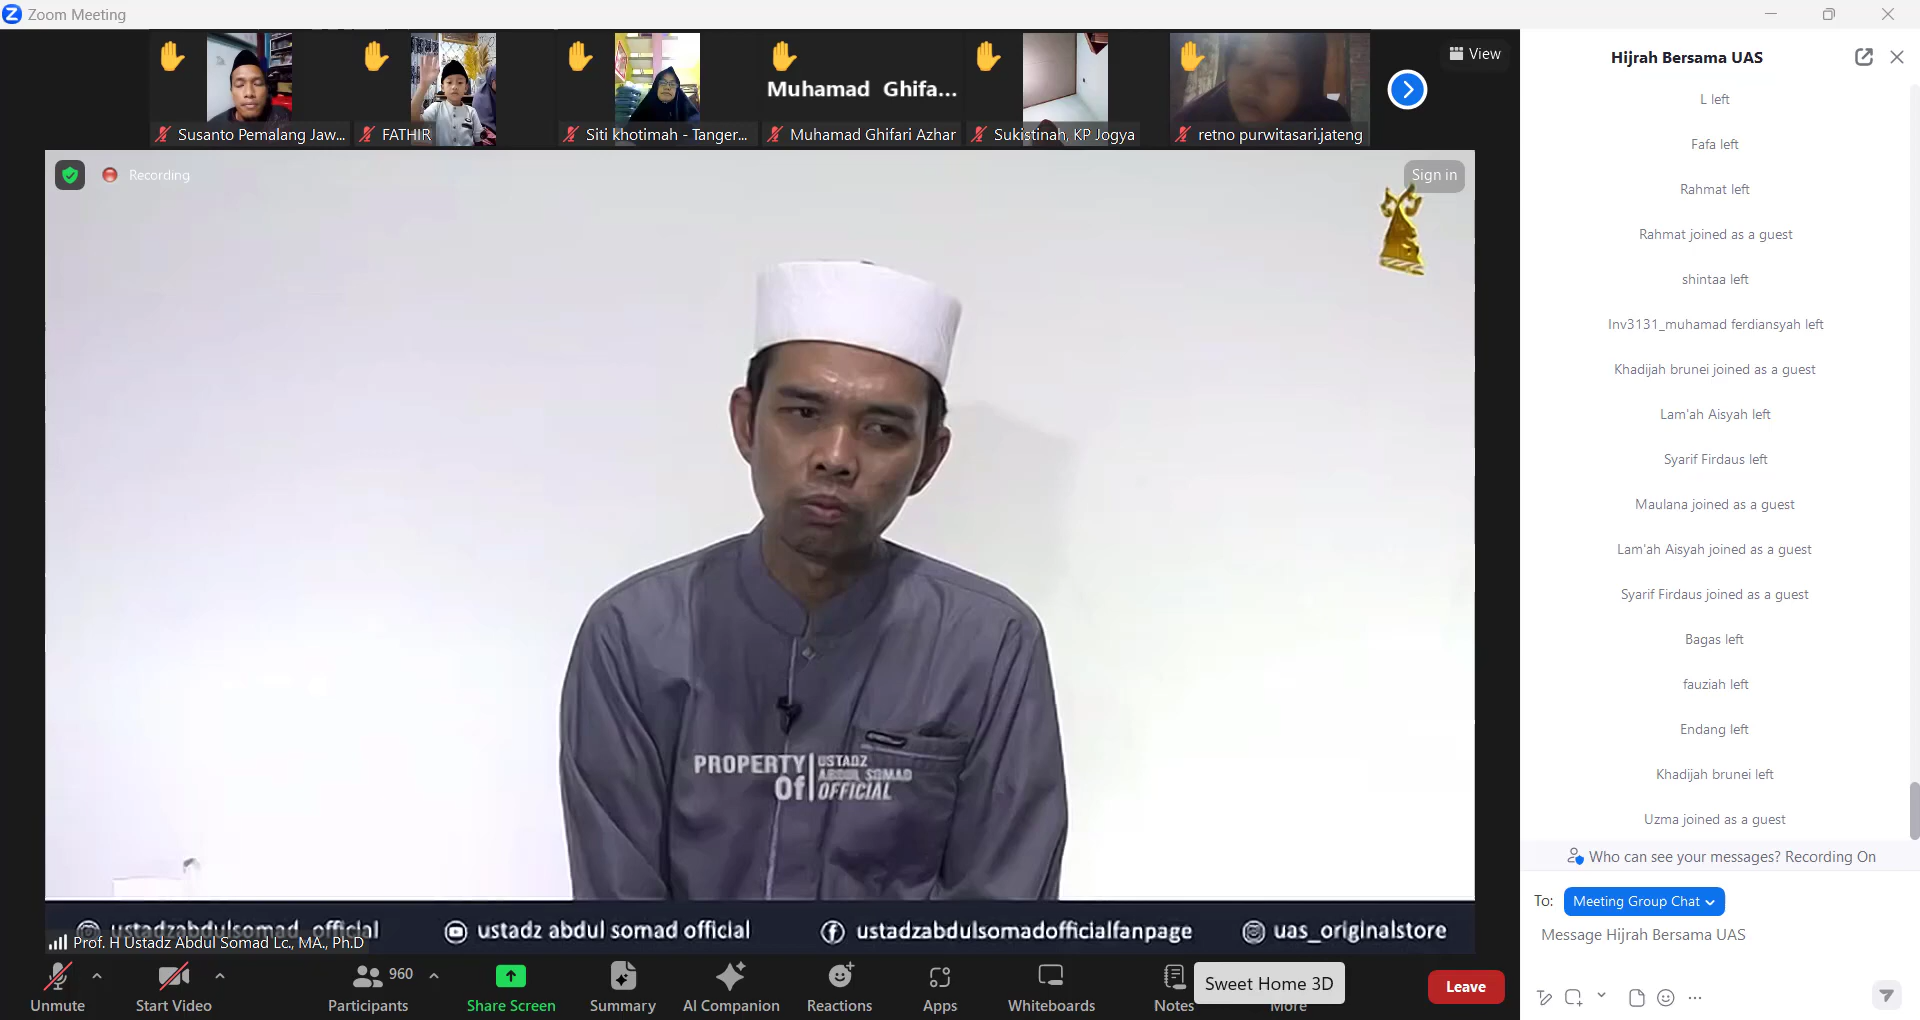 Zoom Meeting
Muhamad Ghifa...
View
Susanto Pemalang Jaw...
FATHIR
Siti khotimah - Tanger...
Muhamad Ghifari Azhar
Sukistinah, KP Jogya
retno purwitasari.jateng
Recording
Sign in
PROPERTY Of
USTADZ
ABDUL SOMAD
OFFICIAL
ustadzabdulsomad_official
ustadz abdul somad official
ustadzabdulsomadofficialfanpage
uas_originalstore
Prof. H Ustadz Abdul Somad Lc., MA., Ph.D
Unmute
Start Video
960
Participants
Share Screen
Summary
AI Companion
Reactions
Apps
Whiteboards
Notes
Sweet Home 3D
More
Leave
Hijrah Bersama UAS
L left
Fafa left
Rahmat left
Rahmat joined as a guest
shintaa left
Inv3131_muhamad ferdiansyah left
Khadijah brunei joined as a guest
Lam'ah Aisyah left
Syarif Firdaus left
Maulana joined as a guest
Lam'ah Aisyah joined as a guest
Syarif Firdaus joined as a guest
Bagas left
fauziah left
Endang left
Khadijah brunei left
Uzma joined as a guest
Who can see your messages? Recording On
To: Meeting Group Chat
Message Hijrah Bersama UAS